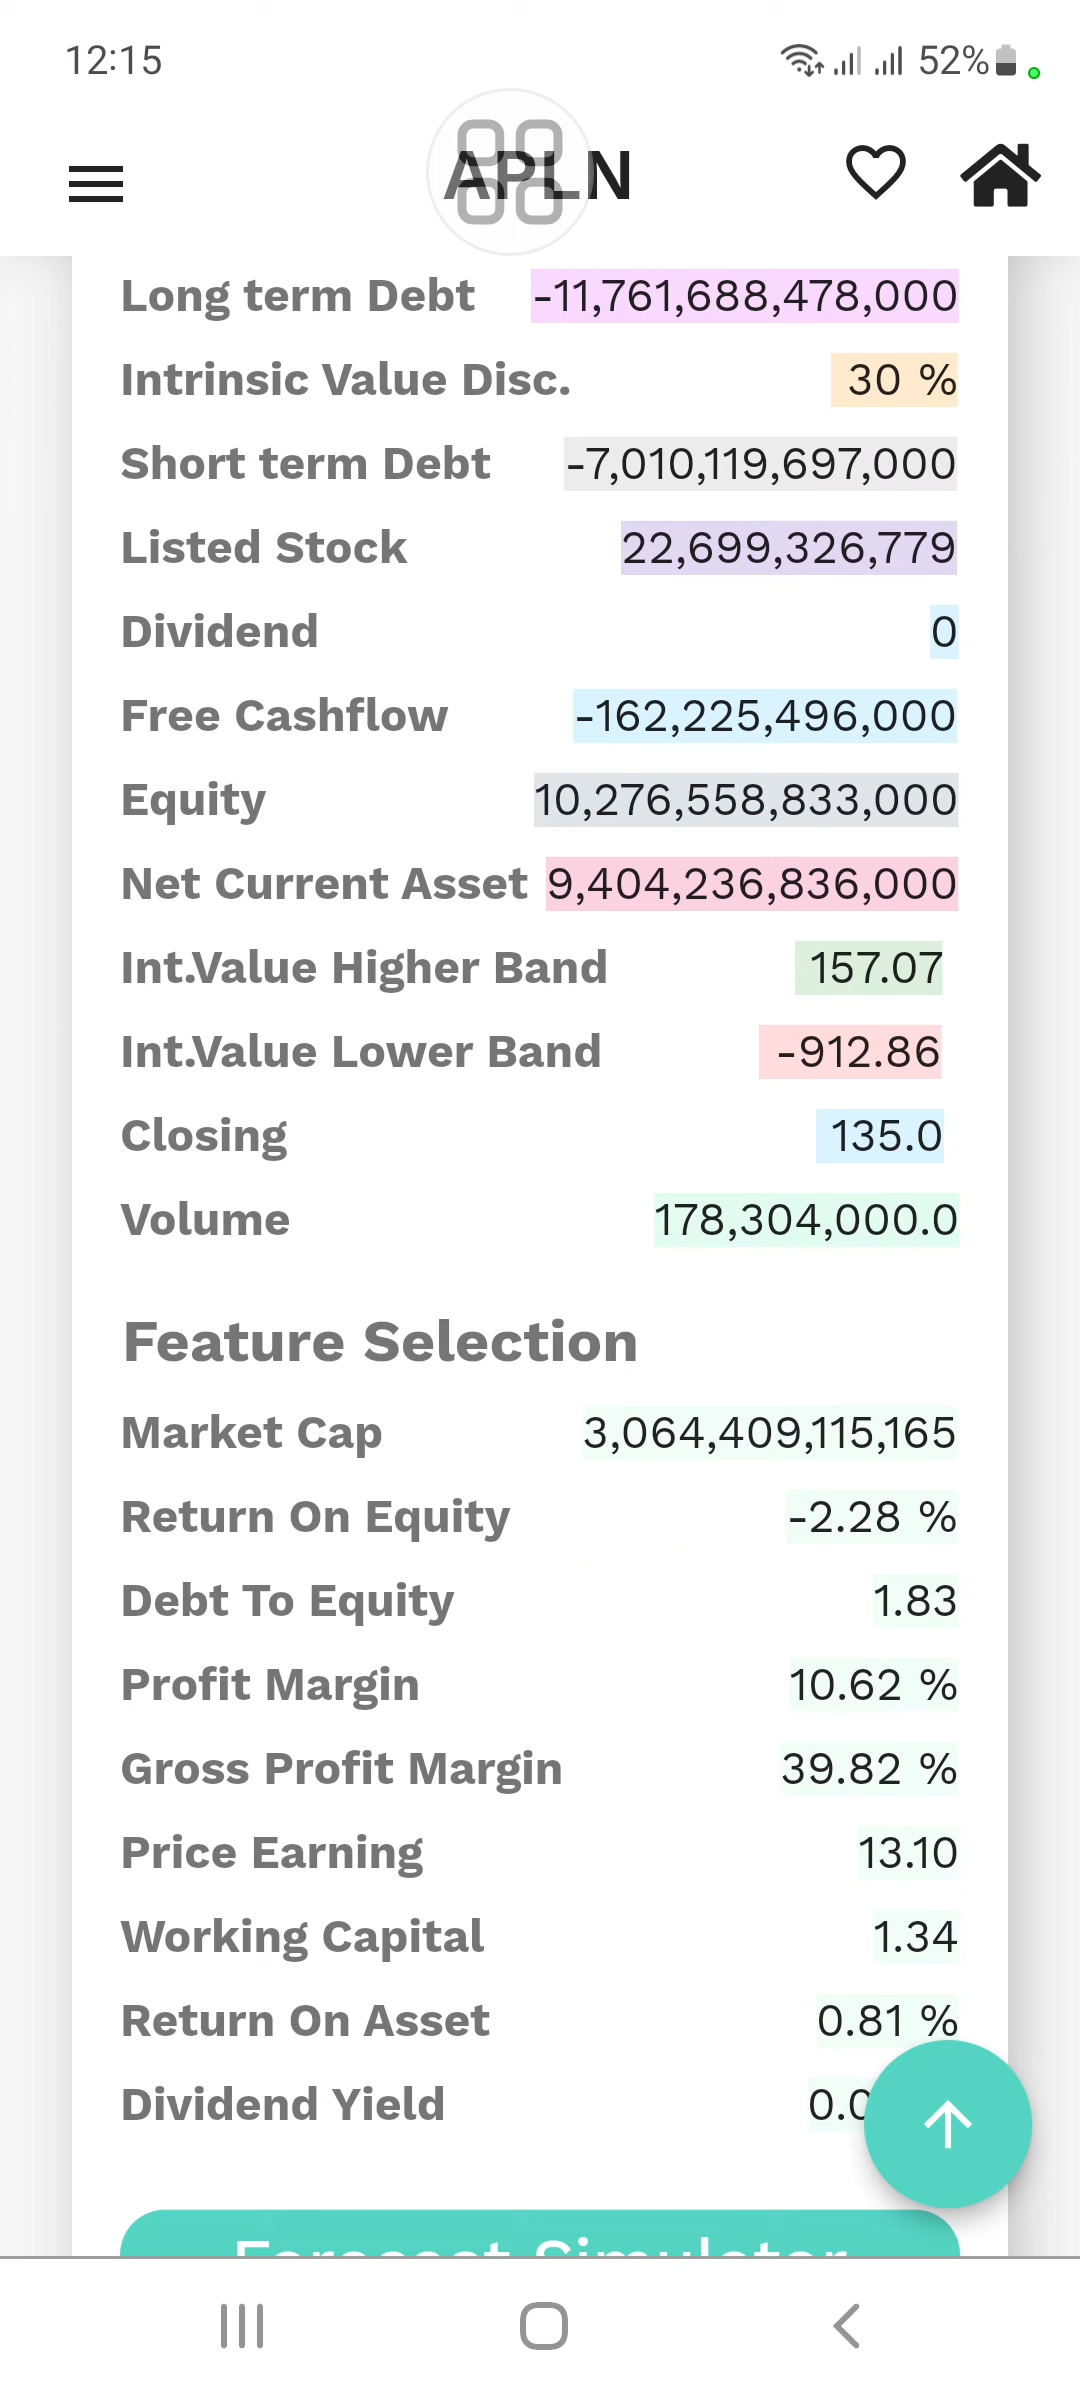 12:15 52%
APLN
Long term Debt -11,761,688,478,000
Intrinsic Value Disc. 30 %
Short term Debt -7,010,119,697,000
Listed Stock 22,699,326,779
Dividend 0
Free Cashflow -162,225,496,000
Equity 10,276,558,833,000
Net Current Asset 9,404,236,836,000
Int.Value Higher Band 157.07
Int.Value Lower Band -912.86
Closing 135.0
Volume 178,304,000.0
Feature Selection
Market Cap 3,064,409,115,165
Return On Equity -2.28 %
Debt To Equity 1.83
Profit Margin 10.62 %
Gross Profit Margin 39.82 %
Price Earning 13.10
Working Capital 1.34
Return On Asset 0.81 %
Dividend Yield 0.0
Forecast Simulator